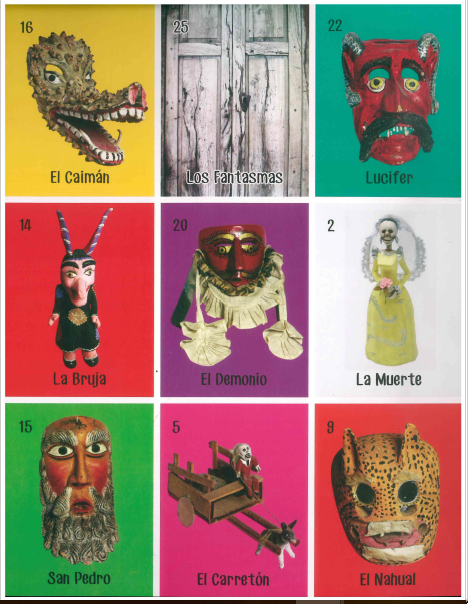 16
El Caimán
25
Los Fantasmas
22
Lucifer
14
La Bruja
20
El Demonio
2
La Muerte
15
San Pedro
5
El Carretón
9
El Nahual